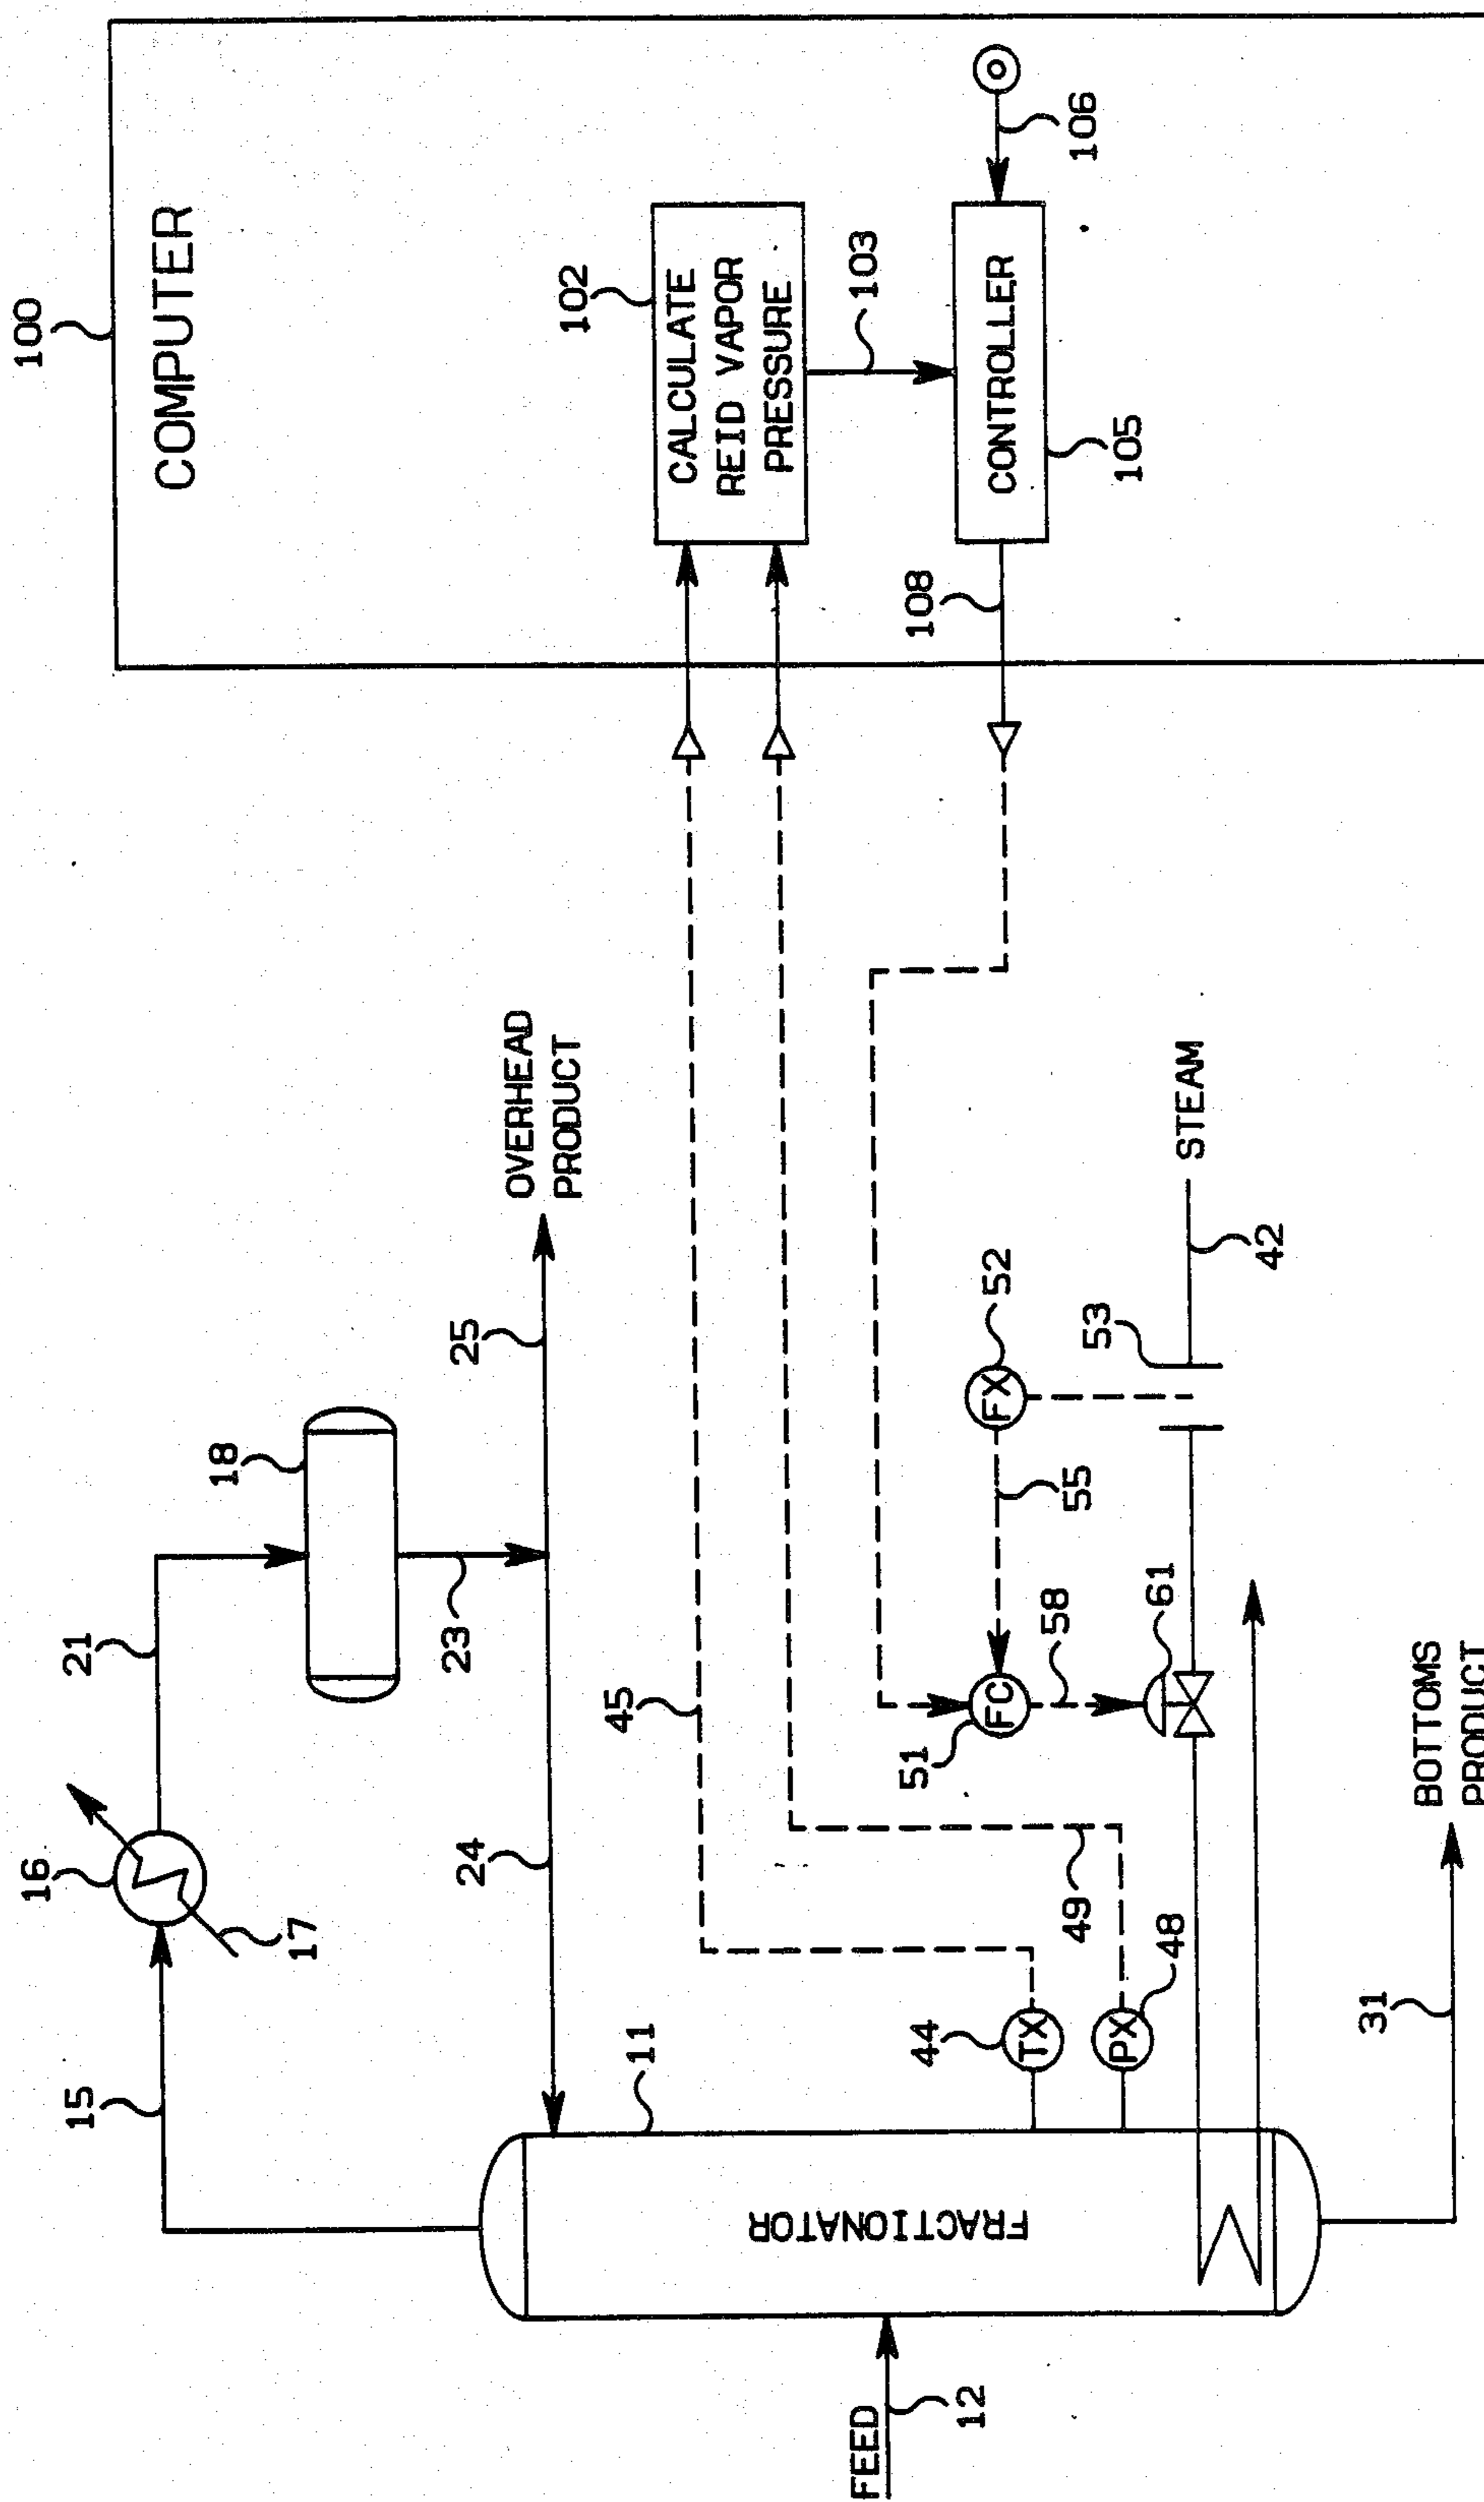 100
COMPUTER
102
CALCULATE
REID VAPOR
PRESSURE
103
CONTROLLER
105
106
108
16
21
18
15
17
23
25
OVERHEAD
PRODUCT
24
45
11
44
TX
49
PX
48
51
FC
58
55
FX
52
53
61
STEAM
42
FRACTIONATOR
FEED
12
31
BOTTOMS
PRODUCT